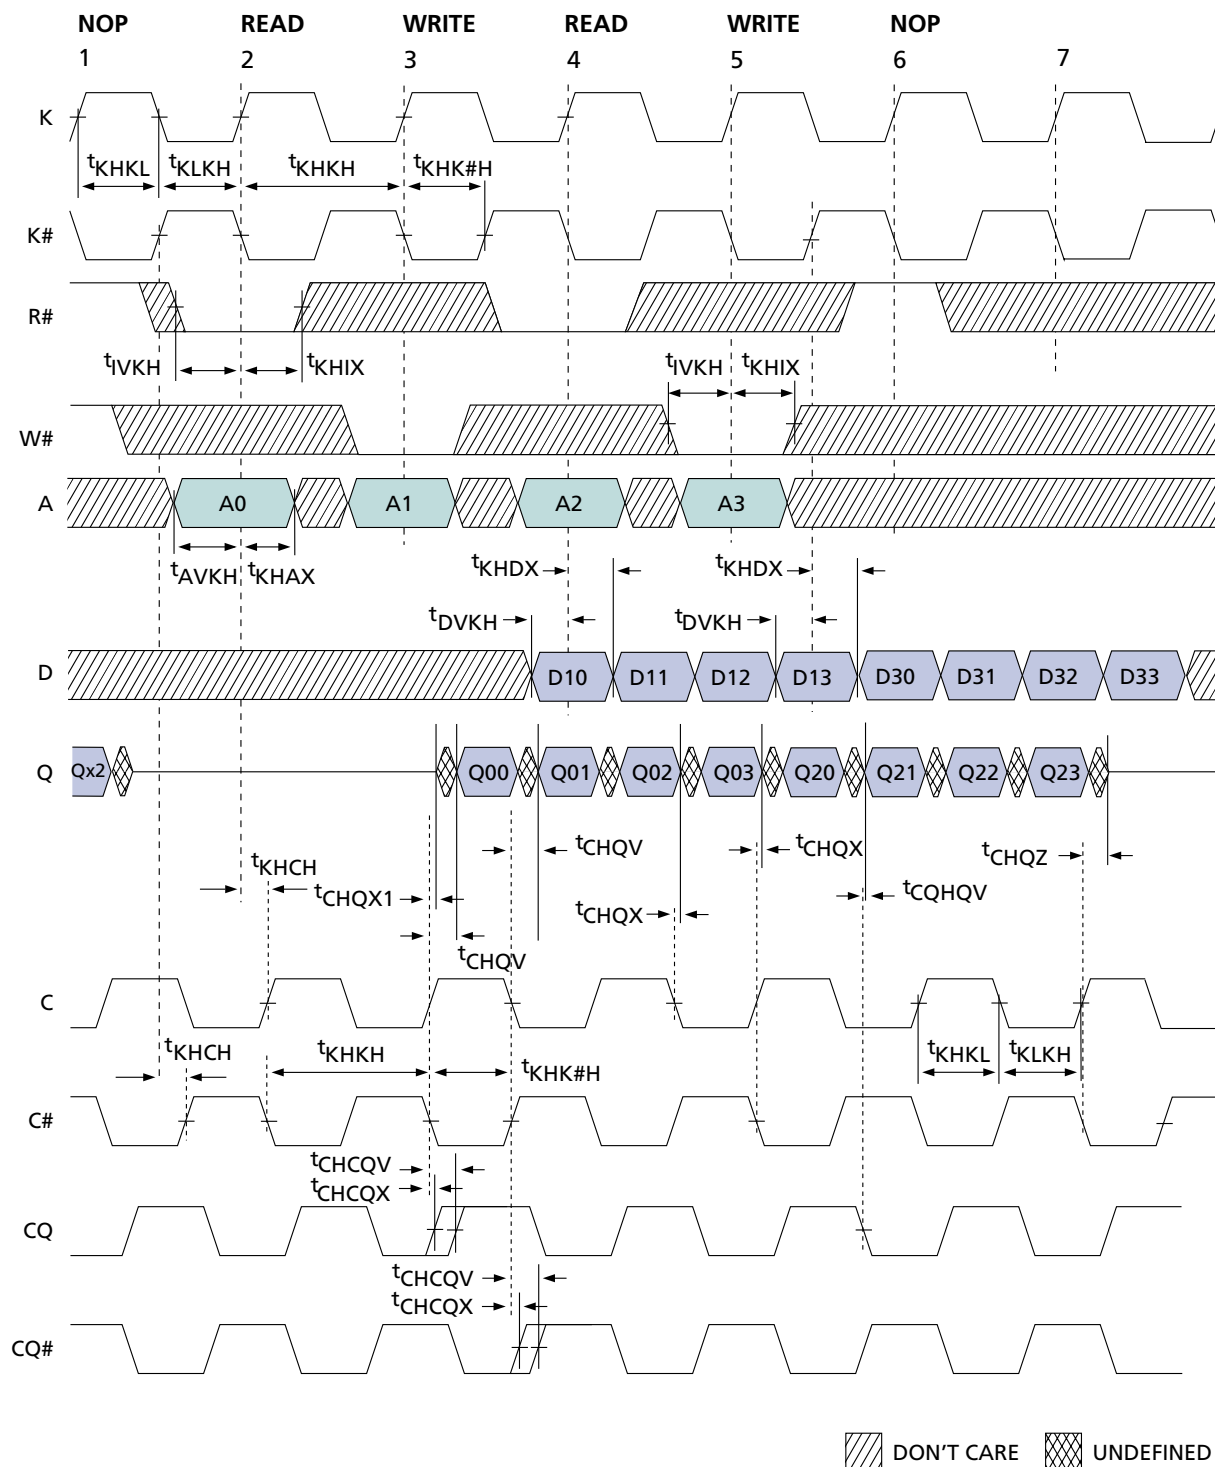 NOP READ WRITE READ WRITE NOP
1 2 3 4 5 6 7
K
tKHKL tKLKH tKHKH tKHK#H
K#
R#
tIVKH tKHIX tIVKH tKHIX
W#
A A0 A1 A2 A3
tAVKH tKHAX tKHDX tKHDX
tDVKH tDVKH
D D10 D11 D12 D13 D30 D31 D32 D33
Q Qx2 Q00 Q01 Q02 Q03 Q20 Q21 Q22 Q23
tCHQV tCHQX tCHQZ
tKHCH tCHQX1 tCHQX tCQHQV
tCHQV
C
tKHCH tKHKH tKHK#H tKHKL tKLKH
C#
tCHCQV
tCHCQX
CQ
tCHCQV
tCHCQX
CQ#
DON'T CARE UNDEFINED